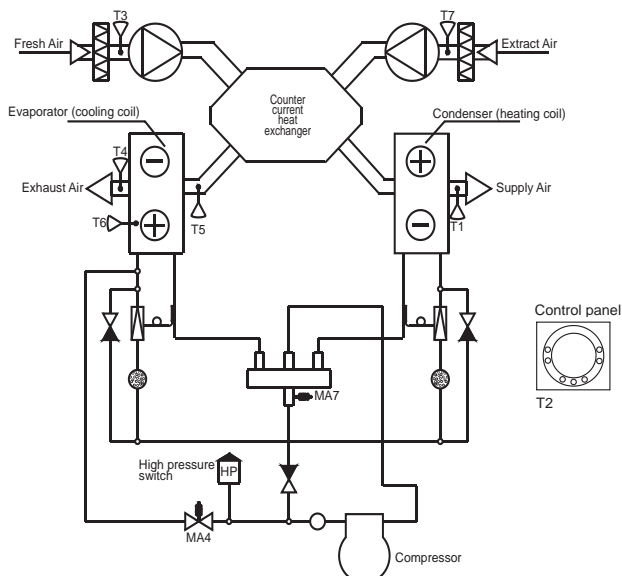 T3
T7
Fresh Air
Extract Air
Counter
current
heat
exchanger
Evaporator (cooling coil)
Condenser (heating coil)
T4
Exhaust Air
Supply Air
T6
T5
T1
Control panel
T2
MA7
High pressure
switch
HP
MA4
Compressor